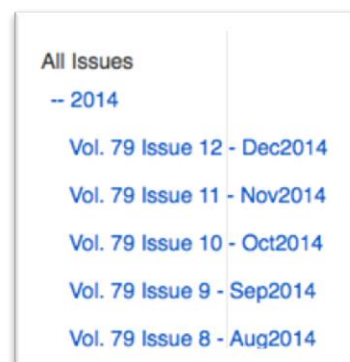 All Issues
-- 2014
Vol. 79 Issue 12 - Dec2014
Vol. 79 Issue 11 - Nov2014
Vol. 79 Issue 10 - Oct2014
Vol. 79 Issue 9 - Sep2014
Vol. 79 Issue 8 - Aug2014